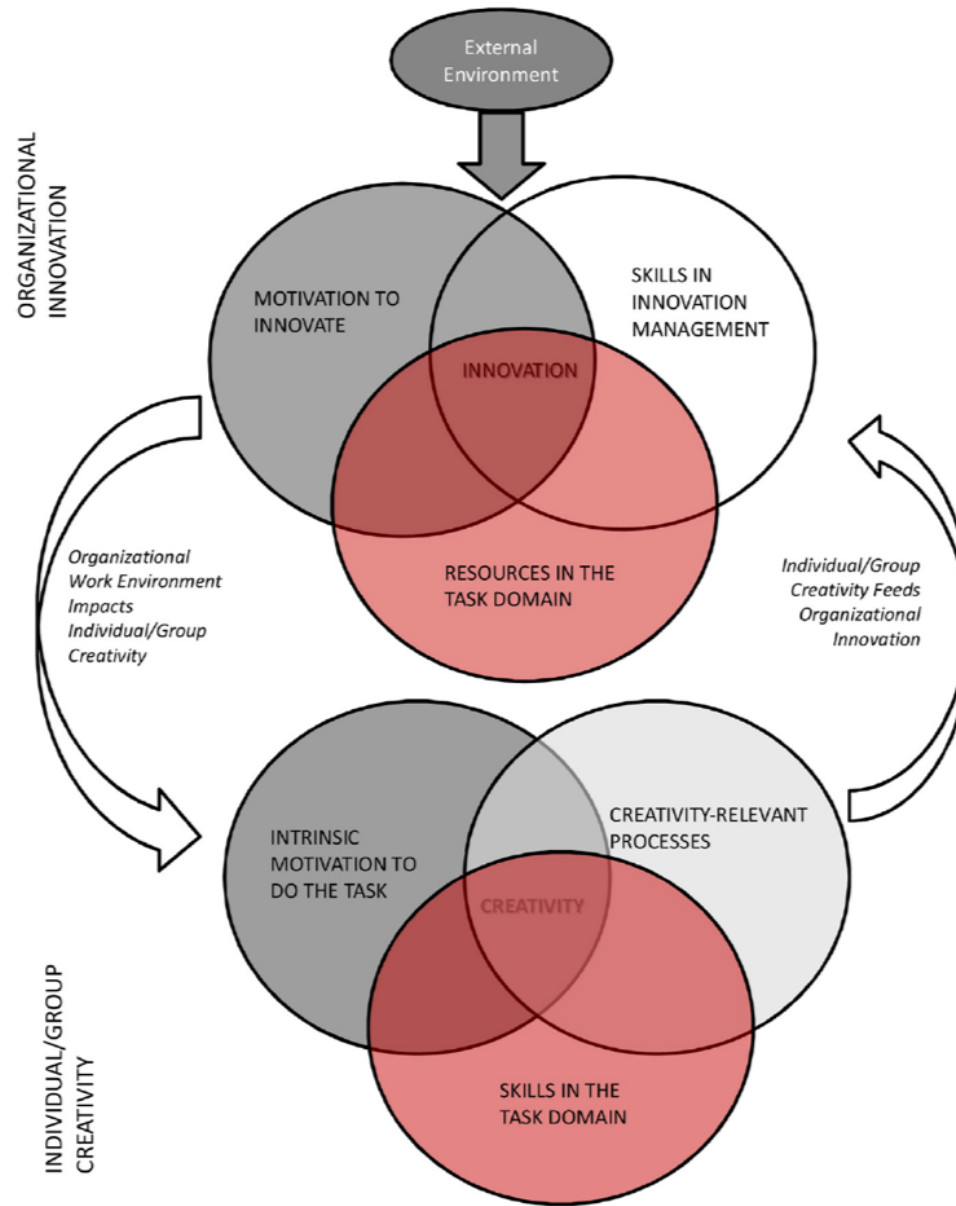 External
Environment
ORGANIZATIONAL
INNOVATION
MOTIVATION TO
INNOVATE
SKILLS IN
INNOVATION
MANAGEMENT
INNOVATION
RESOURCES IN THE
TASK DOMAIN
Organizational
Work Environment
Impacts
Individual/Group
Creativity
Individual/Group
Creativity Feeds
Organizational
Innovation
INTRINSIC
MOTIVATION TO
DO THE TASK
CREATIVITY-RELEVANT
PROCESSES
CREATIVITY
SKILLS IN THE
TASK DOMAIN
INDIVIDUAL/GROUP
CREATIVITY